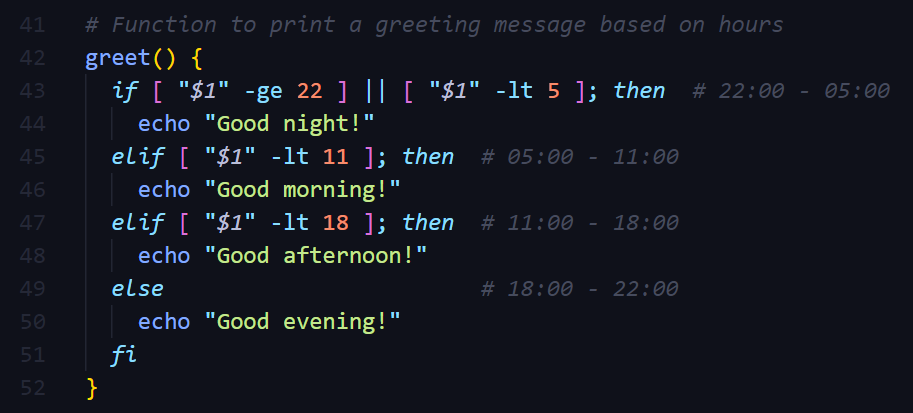 41 # Function to print a greeting message based on hours
42 greet() {
43 if [ "$1" -ge 22 ] || [ "$1" -lt 5 ]; then # 22:00 - 05:00
44 echo "Good night!"
45 elif [ "$1" -lt 11 ]; then # 05:00 - 11:00
46 echo "Good morning!"
47 elif [ "$1" -lt 18 ]; then # 11:00 - 18:00
48 echo "Good afternoon!"
49 else # 18:00 - 22:00
50 echo "Good evening!"
51 fi
52 }